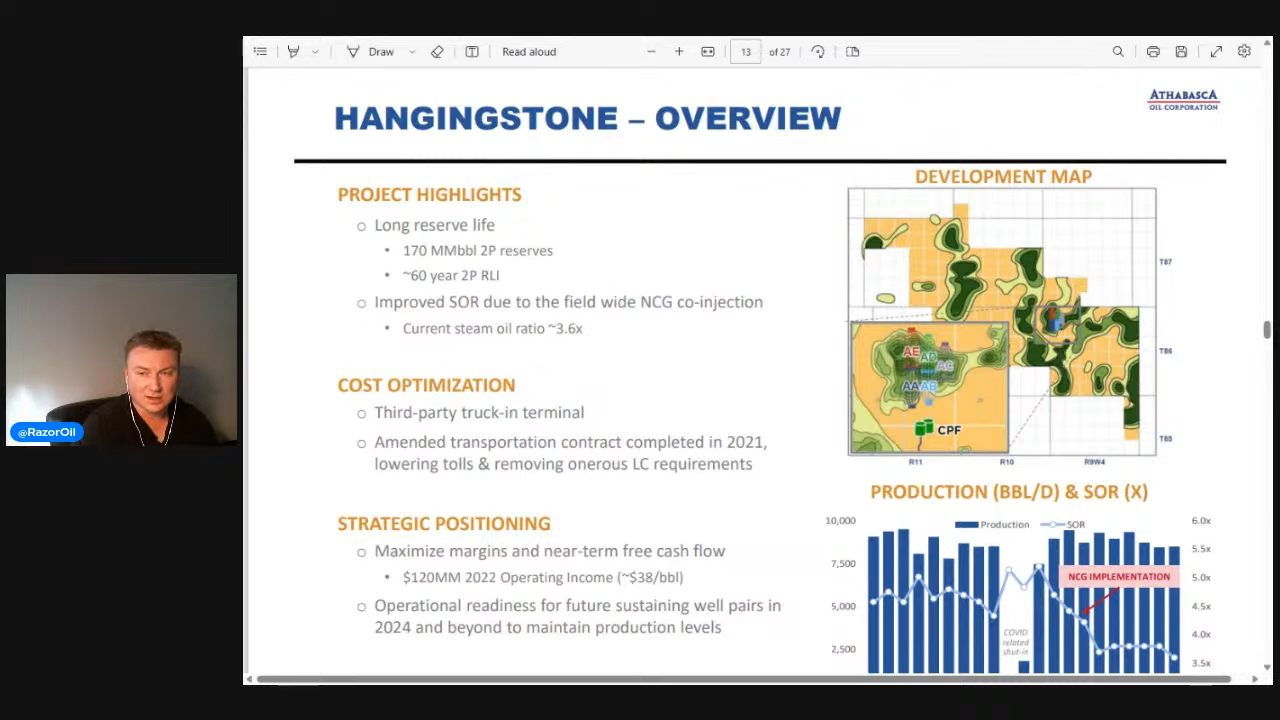 Draw
Read aloud
13 of 27
ATHABASCA
OIL CORPORATION
HANGINGSTONE – OVERVIEW
PROJECT HIGHLIGHTS
Long reserve life
170 MMbbl 2P reserves
~60 year 2P RLI
Improved SOR due to the field wide NCG co-injection
Current steam oil ratio ~3.6x
COST OPTIMIZATION
Third-party truck-in terminal
Amended transportation contract completed in 2021,
lowering tolls & removing onerous LC requirements
STRATEGIC POSITIONING
Maximize margins and near-term free cash flow
$120MM 2022 Operating Income (~$38/bbl)
Operational readiness for future sustaining well pairs in
2024 and beyond to maintain production levels
DEVELOPMENT MAP
T87
T86
T85
AE
AD
AC
AA AB
CPF
R11 R10 R9W4
PRODUCTION (BBL/D) & SOR (X)
Production SOR
10,000
7,500
5,000
2,500
6.0x
5.5x
5.0x
4.5x
4.0x
3.5x
NCG IMPLEMENTATION
COVID
related
shut-in
@RazorOil